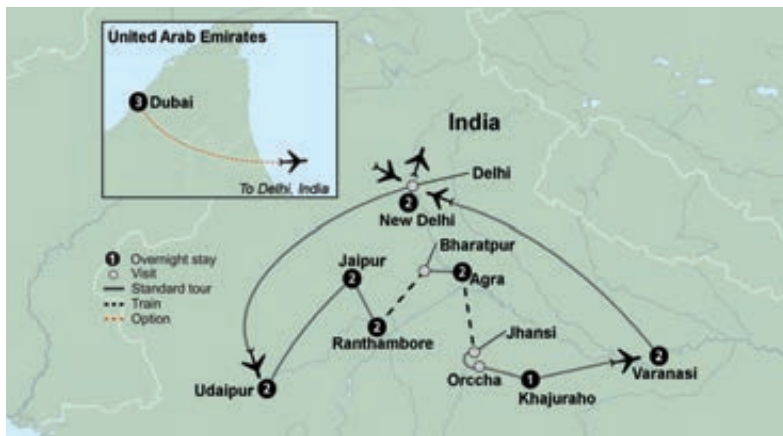 United Arab Emirates
3 Dubai
To Delhi, India
India
Delhi
2
New Delhi
Bharatpur
Jaipur
2
2 Agra
2
Ranthambore
Jhansi
Orccha
1
Khajuraho
2
Varanasi
Udaipur 2
1 Overnight stay
Visit
Standard tour
Train
Option